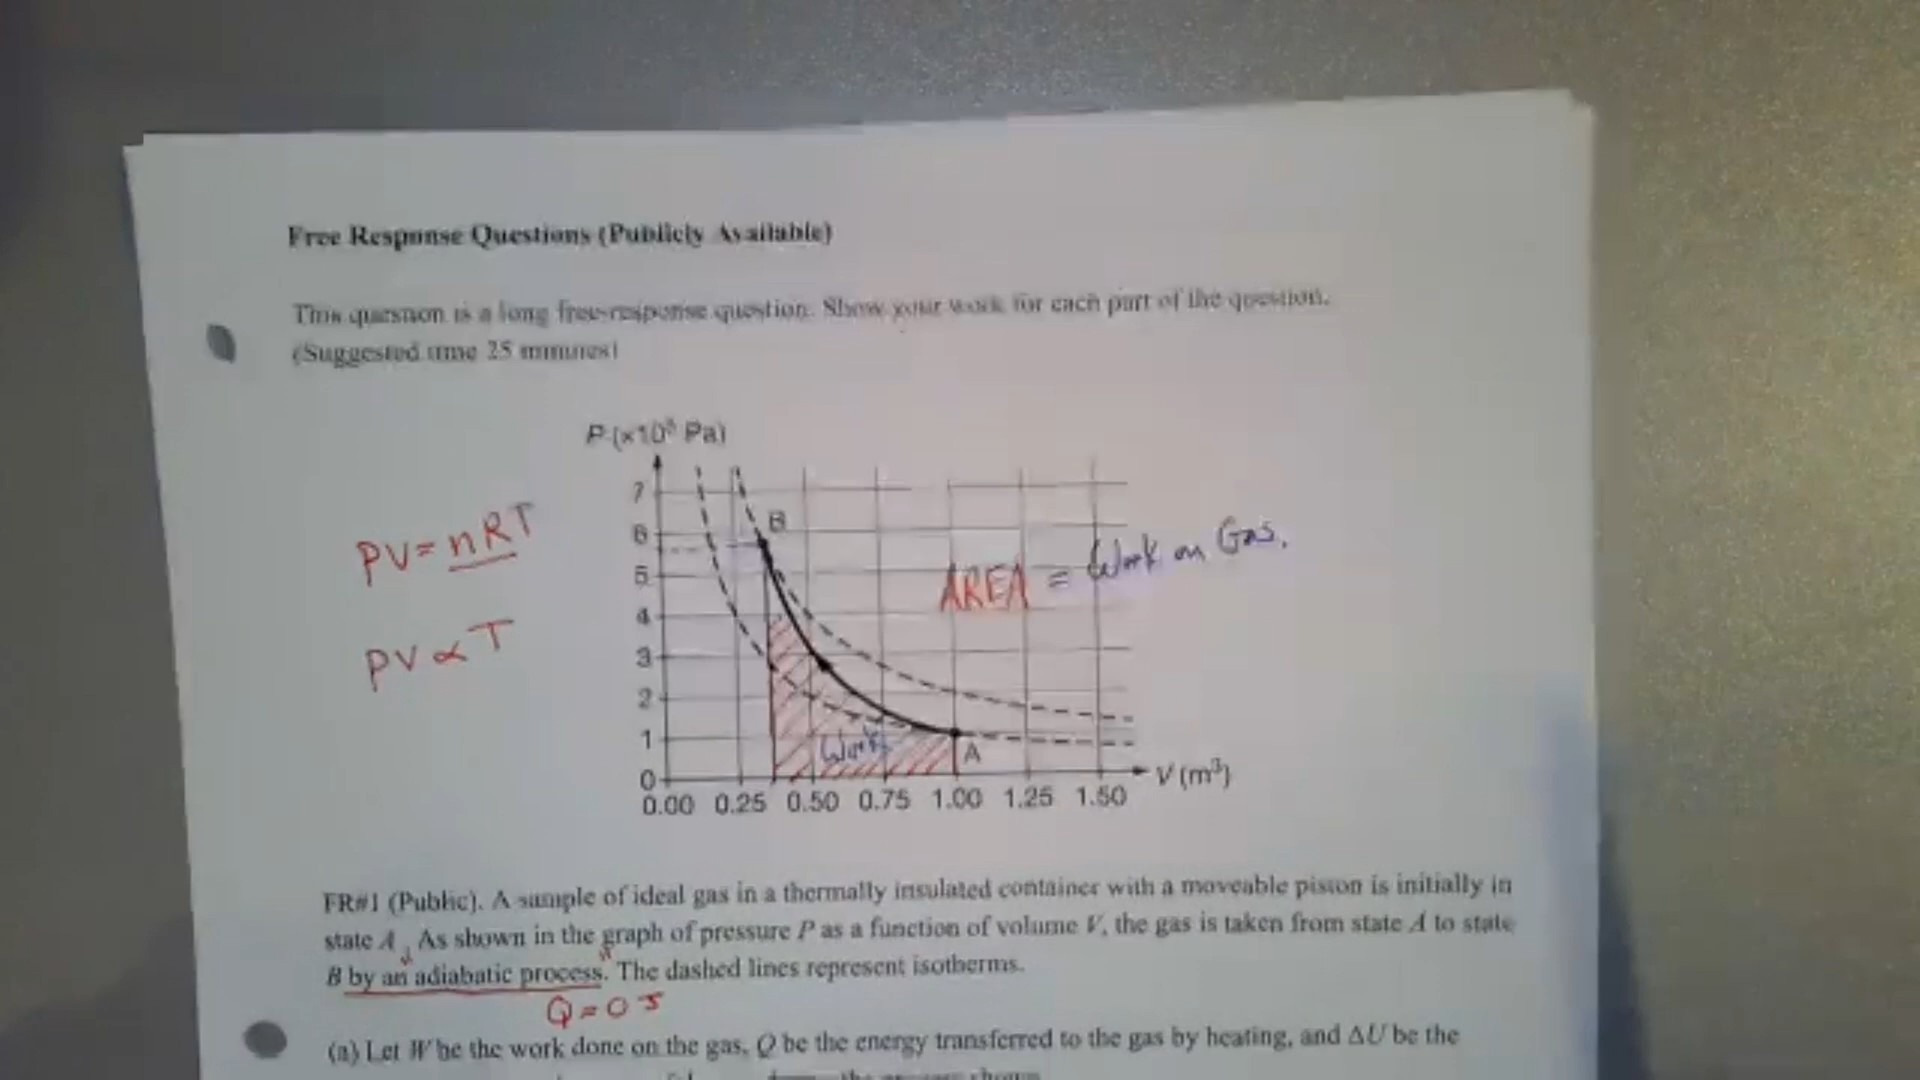 Free Response Questions (Publicly Available)
This question is a long free-response question. Show your work for each part of the question.
(Suggested time 25 minutes)
P (×10⁵ Pa)
7
6
5
4
3
2
1
0
B
A
0.00 0.25 0.50 0.75 1.00 1.25 1.50
V (m³)
PV = nRT
PV ∝ T
AREA = Work on Gas.
Work
FR#1 (Public). A sample of ideal gas in a thermally insulated container with a moveable piston is initially in
state A. As shown in the graph of pressure P as a function of volume V, the gas is taken from state A to state
B by an adiabatic process. The dashed lines represent isotherms.
Q = 0 J
(a) Let W be the work done on the gas, Q be the energy transferred to the gas by heating, and ΔU be the